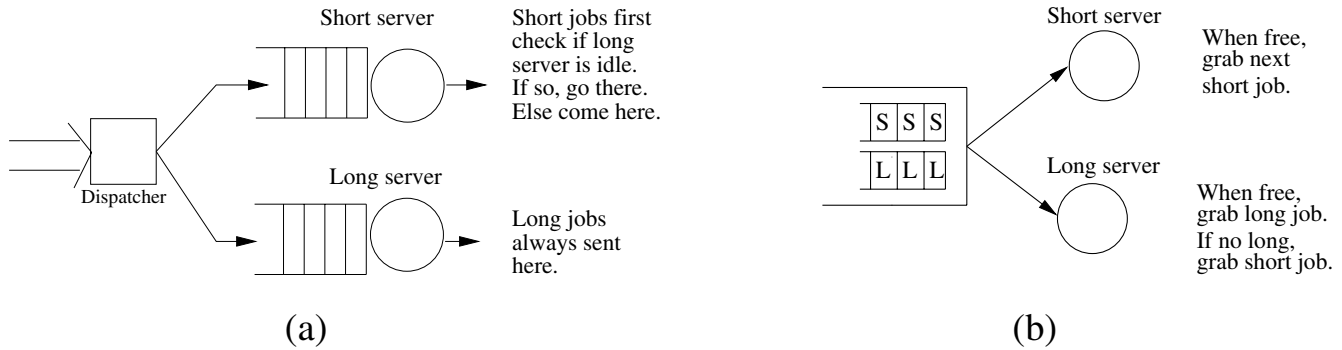 Short server
Short jobs first
check if long
server is idle.
If so, go there.
Else come here.
Dispatcher
Long server
Long jobs
always sent
here.
(a)
Short server
When free,
grab next
short job.
S S S
L L L
Long server
When free,
grab long job.
If no long,
grab short job.
(b)